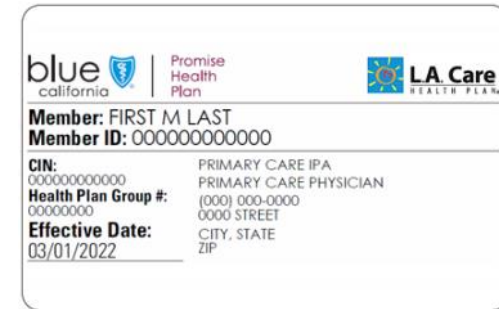 blue
california
Promise
Health
Plan
L.A. Care
HEALTH PLAN®
Member: FIRST M LAST
Member ID: 000000000000
CIN:
000000000000
Health Plan Group #:
00000000
Effective Date:
03/01/2022
PRIMARY CARE IPA
PRIMARY CARE PHYSICIAN
(000) 000-0000
0000 STREET
CITY, STATE
ZIP